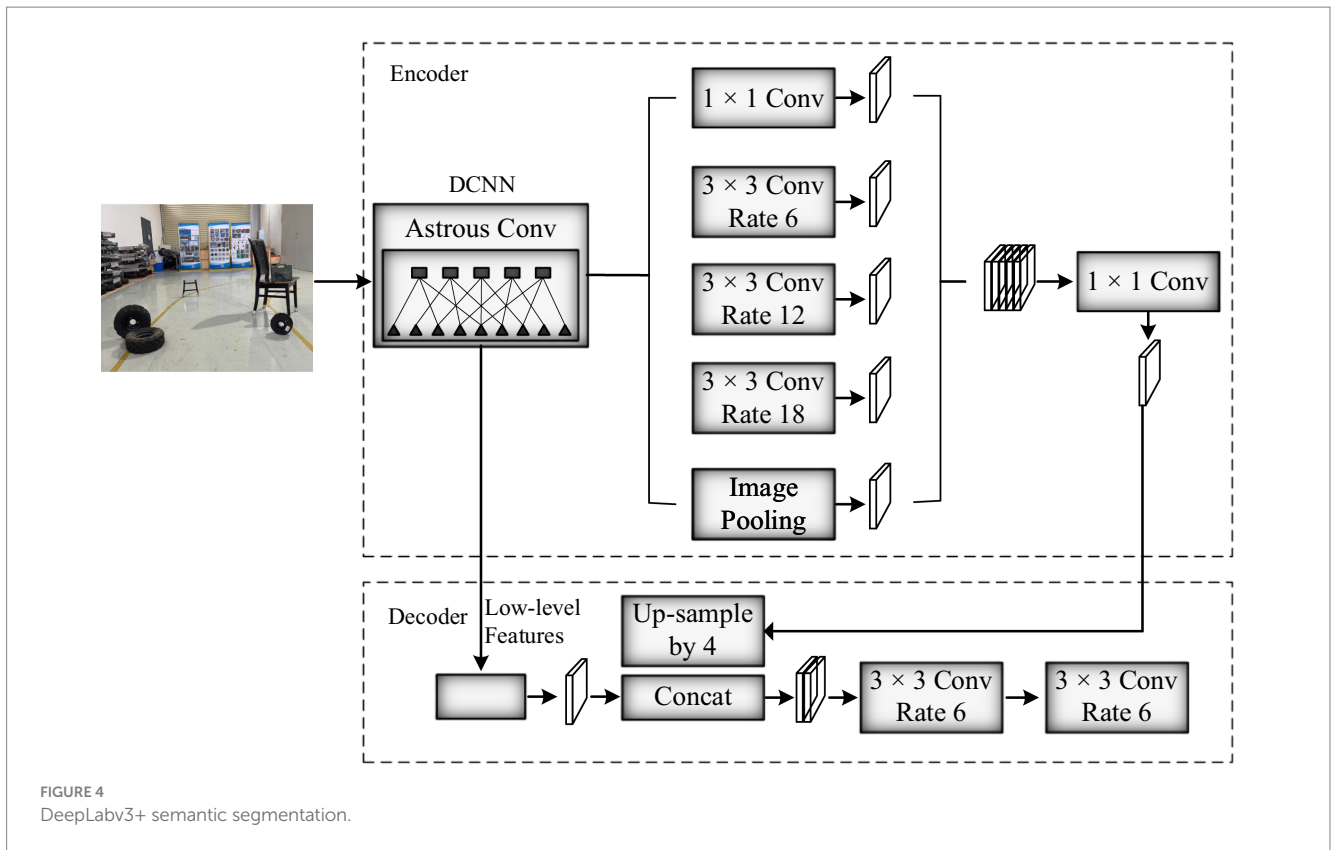 Encoder
DCNN
Astrous Conv
1 × 1 Conv
3 × 3 Conv
Rate 6
3 × 3 Conv
Rate 12
3 × 3 Conv
Rate 18
Image
Pooling
1 × 1 Conv
Decoder
Low-level
Features
Up-sample
by 4
Concat
3 × 3 Conv
Rate 6
3 × 3 Conv
Rate 6
FIGURE 4
DeepLabv3+ semantic segmentation.